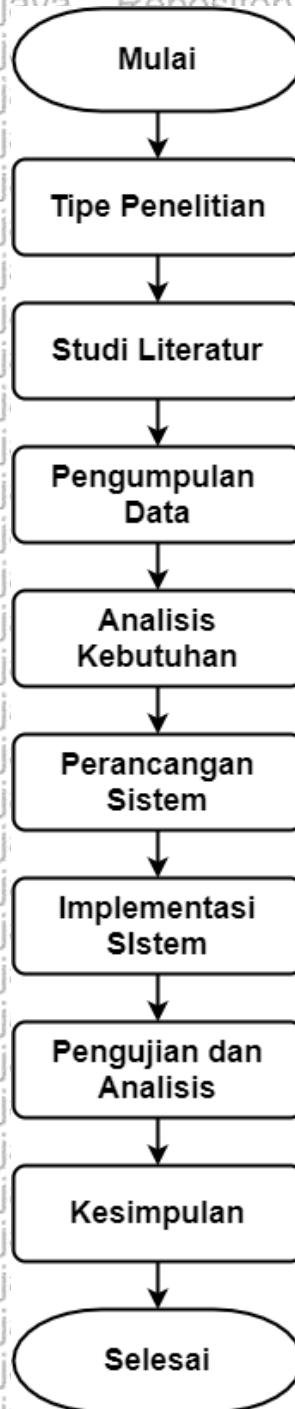 Mulai
Tipe Penelitian
Studi Literatur
Pengumpulan
Data
Analisis
Kebutuhan
Perancangan
Sistem
Implementasi
SIstem
Pengujian dan
Analisis
Kesimpulan
Selesai